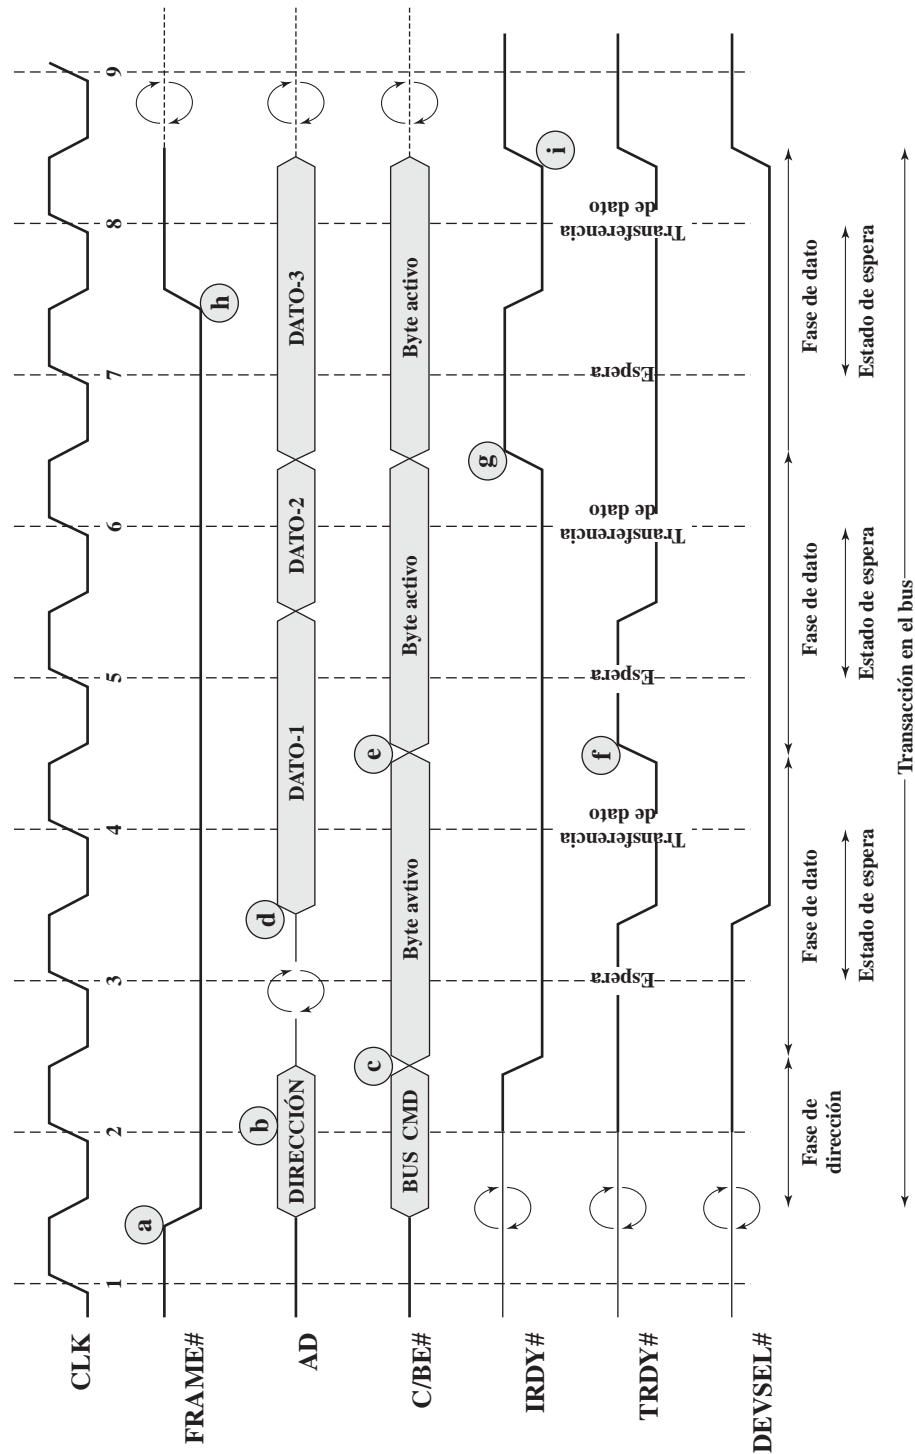 1 2 3 4 5 6 7 8 9
CLK
a
h
FRAME#
b
d
AD
DIRECCIÓN
DATO-1
DATO-2
DATO-3
c
e
C/BE#
BUS CMD
Byte avtivo
Byte activo
Byte activo
g
i
IRDY#
Espera
Transferencia
de dato
Espera
Transferencia
de dato
Espera
Transferencia
de dato
f
TRDY#
DEVSEL#
Fase de
dirección
Fase de dato
Fase de dato
Fase de dato
Estado de espera
Estado de espera
Estado de espera
Transacción en el bus